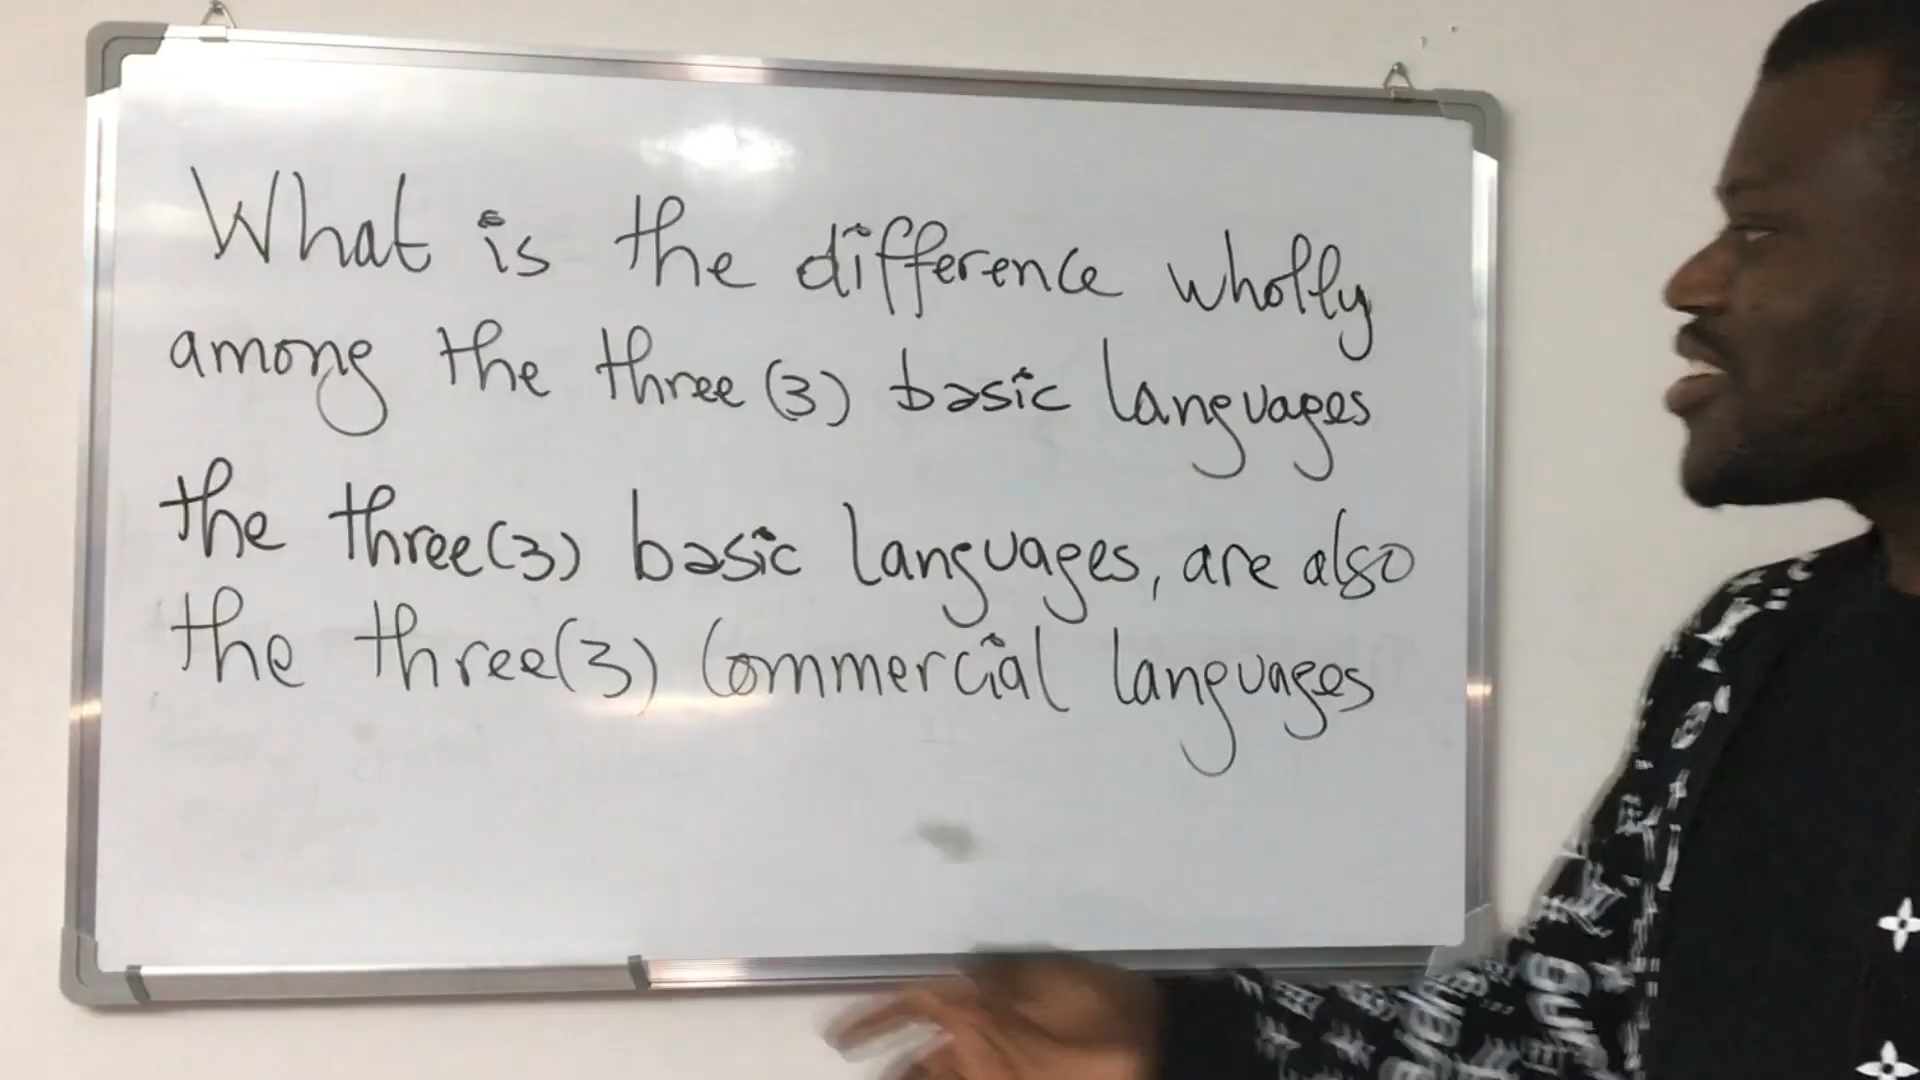 What is the difference wholly
among the three (3) basic languages
the three(3) basic languages, are also
the three(3) Commercial languages